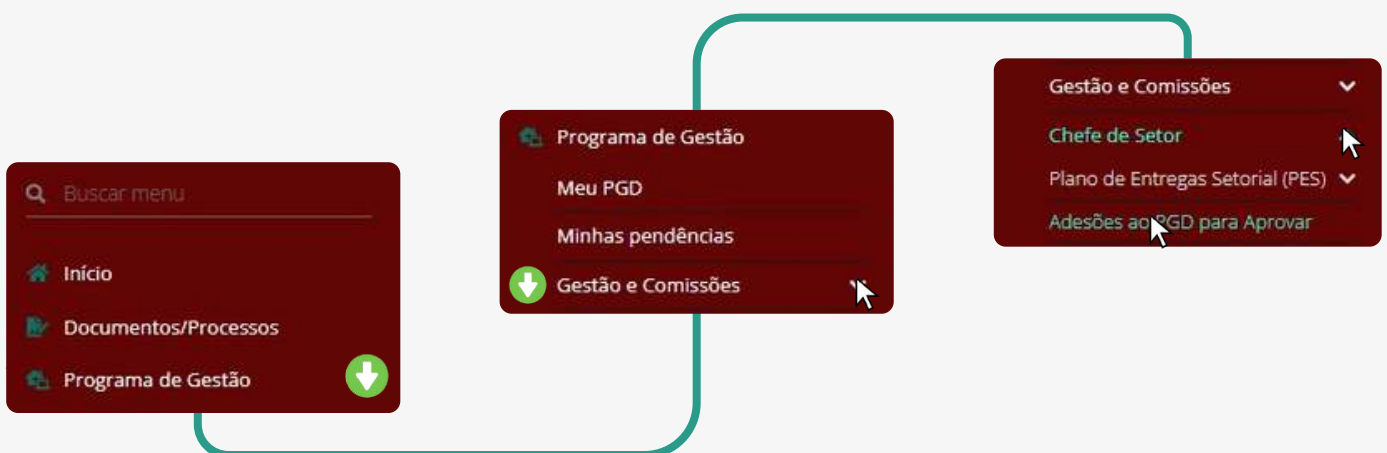 Buscar menu
Início
Documentos/Processos
Programa de Gestão
Programa de Gestão
Meu PGD
Minhas pendências
Gestão e Comissões
Gestão e Comissões
Chefe de Setor
Plano de Entregas Setorial (PES)
Adesões ao PGD para Aprovar